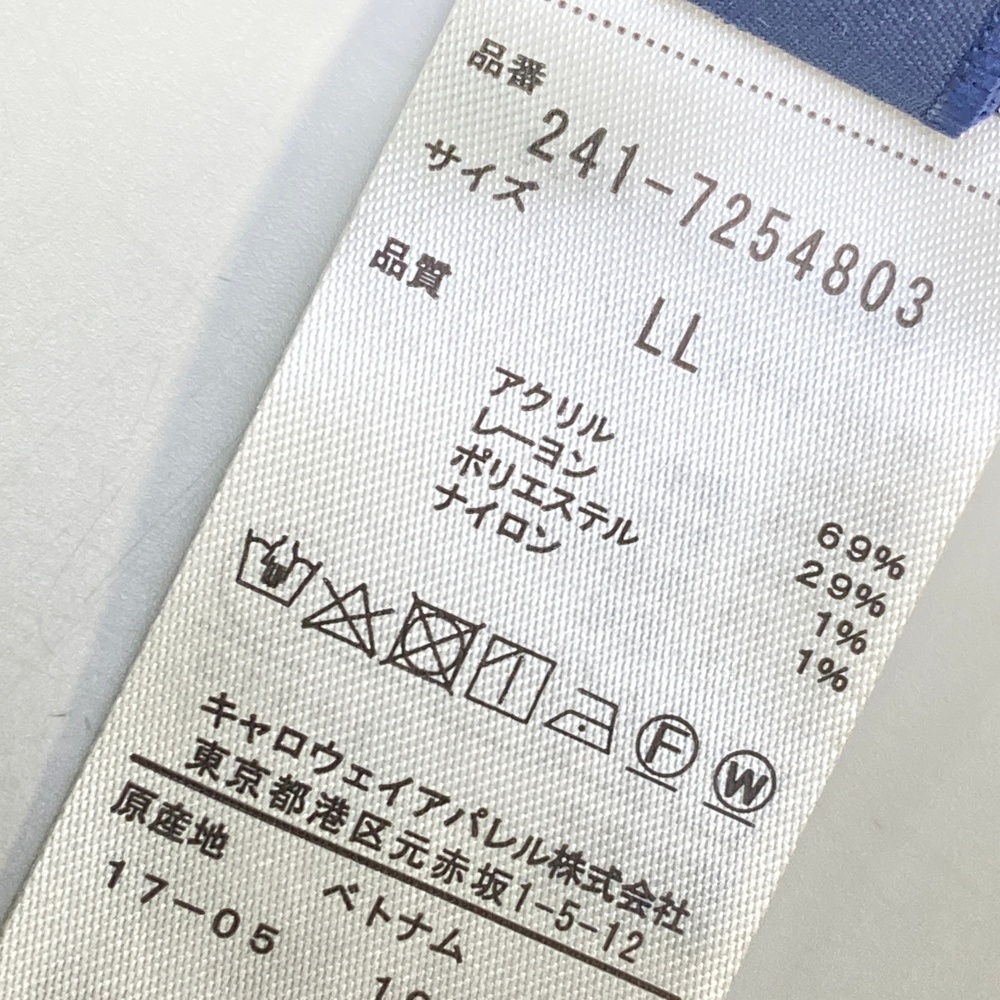 品番
241-7254803
サイズ
LL
品質
アクリル 69%
レーヨン 29%
ポリエステル 1%
ナイロン 1%
F W
キャロウェイアパレル株式会社
東京都港区元赤坂1-5-12
原産地
ベトナム
17-05